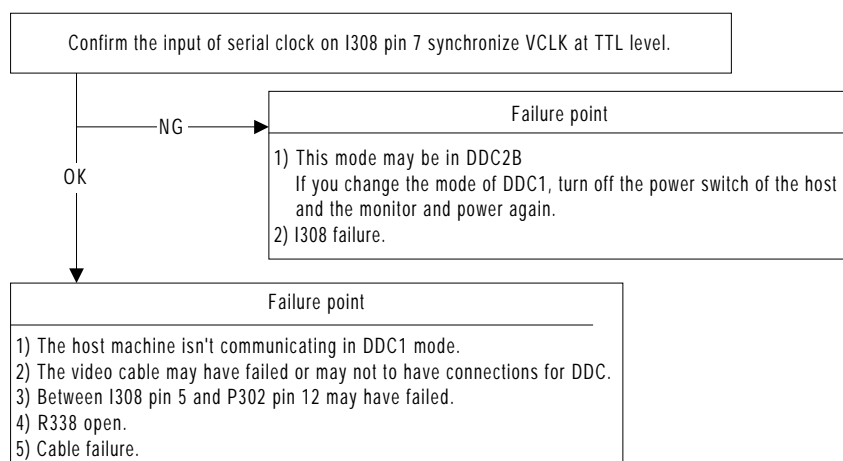 Confirm the input of serial clock on I308 pin 7 synchronize VCLK at TTL level.
NG
OK
Failure point
1) This mode may be in DDC2B
If you change the mode of DDC1, turn off the power switch of the host
and the monitor and power again.
2) I308 failure.
Failure point
1) The host machine isn't communicating in DDC1 mode.
2) The video cable may have failed or may not to have connections for DDC.
3) Between I308 pin 5 and P302 pin 12 may have failed.
4) R338 open.
5) Cable failure.